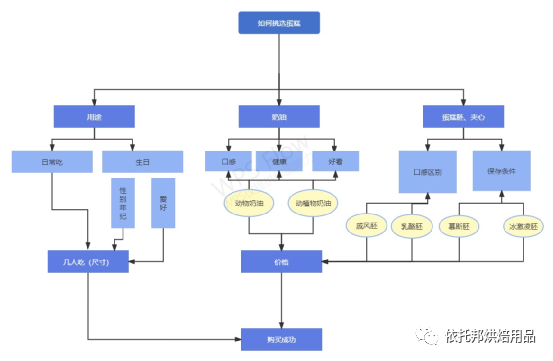 如何挑选蛋糕
用途
奶油
蛋糕胚、夹心
日常吃
生日
口感
健康
好看
口感区别
保存条件
性别年纪
爱好
动物奶油
动植物奶油
戚风胚
乳酪胚
慕斯胚
冰激凌胚
几人吃（尺寸）
价格
购买成功
WPS Flow
依托邦烘焙用品